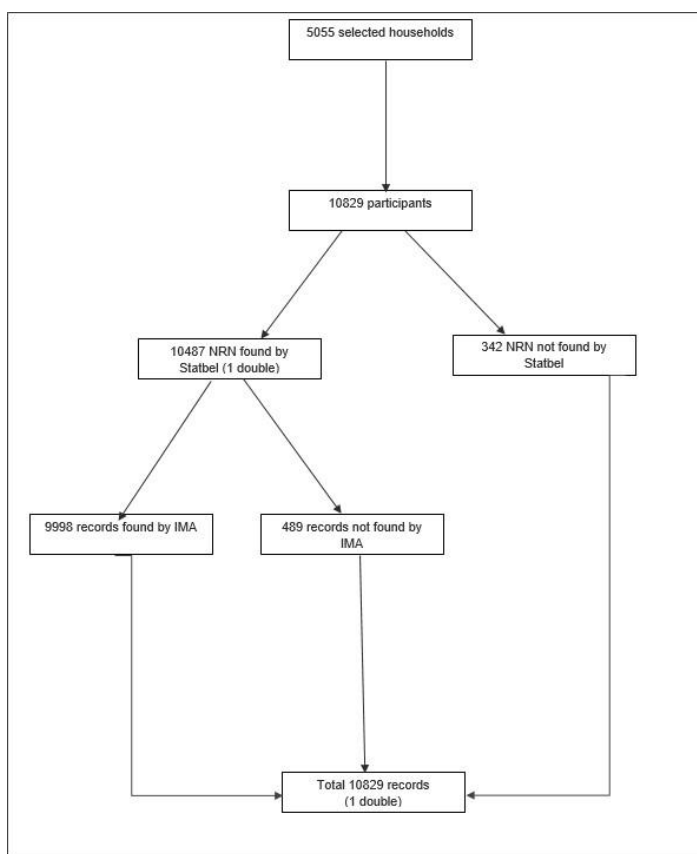 5055 selected households
10829 participants
10487 NRN found by
Statbel (1 double)
342 NRN not found by
Statbel
9998 records found by IMA
489 records not found by
IMA
Total 10829 records
(1 double)